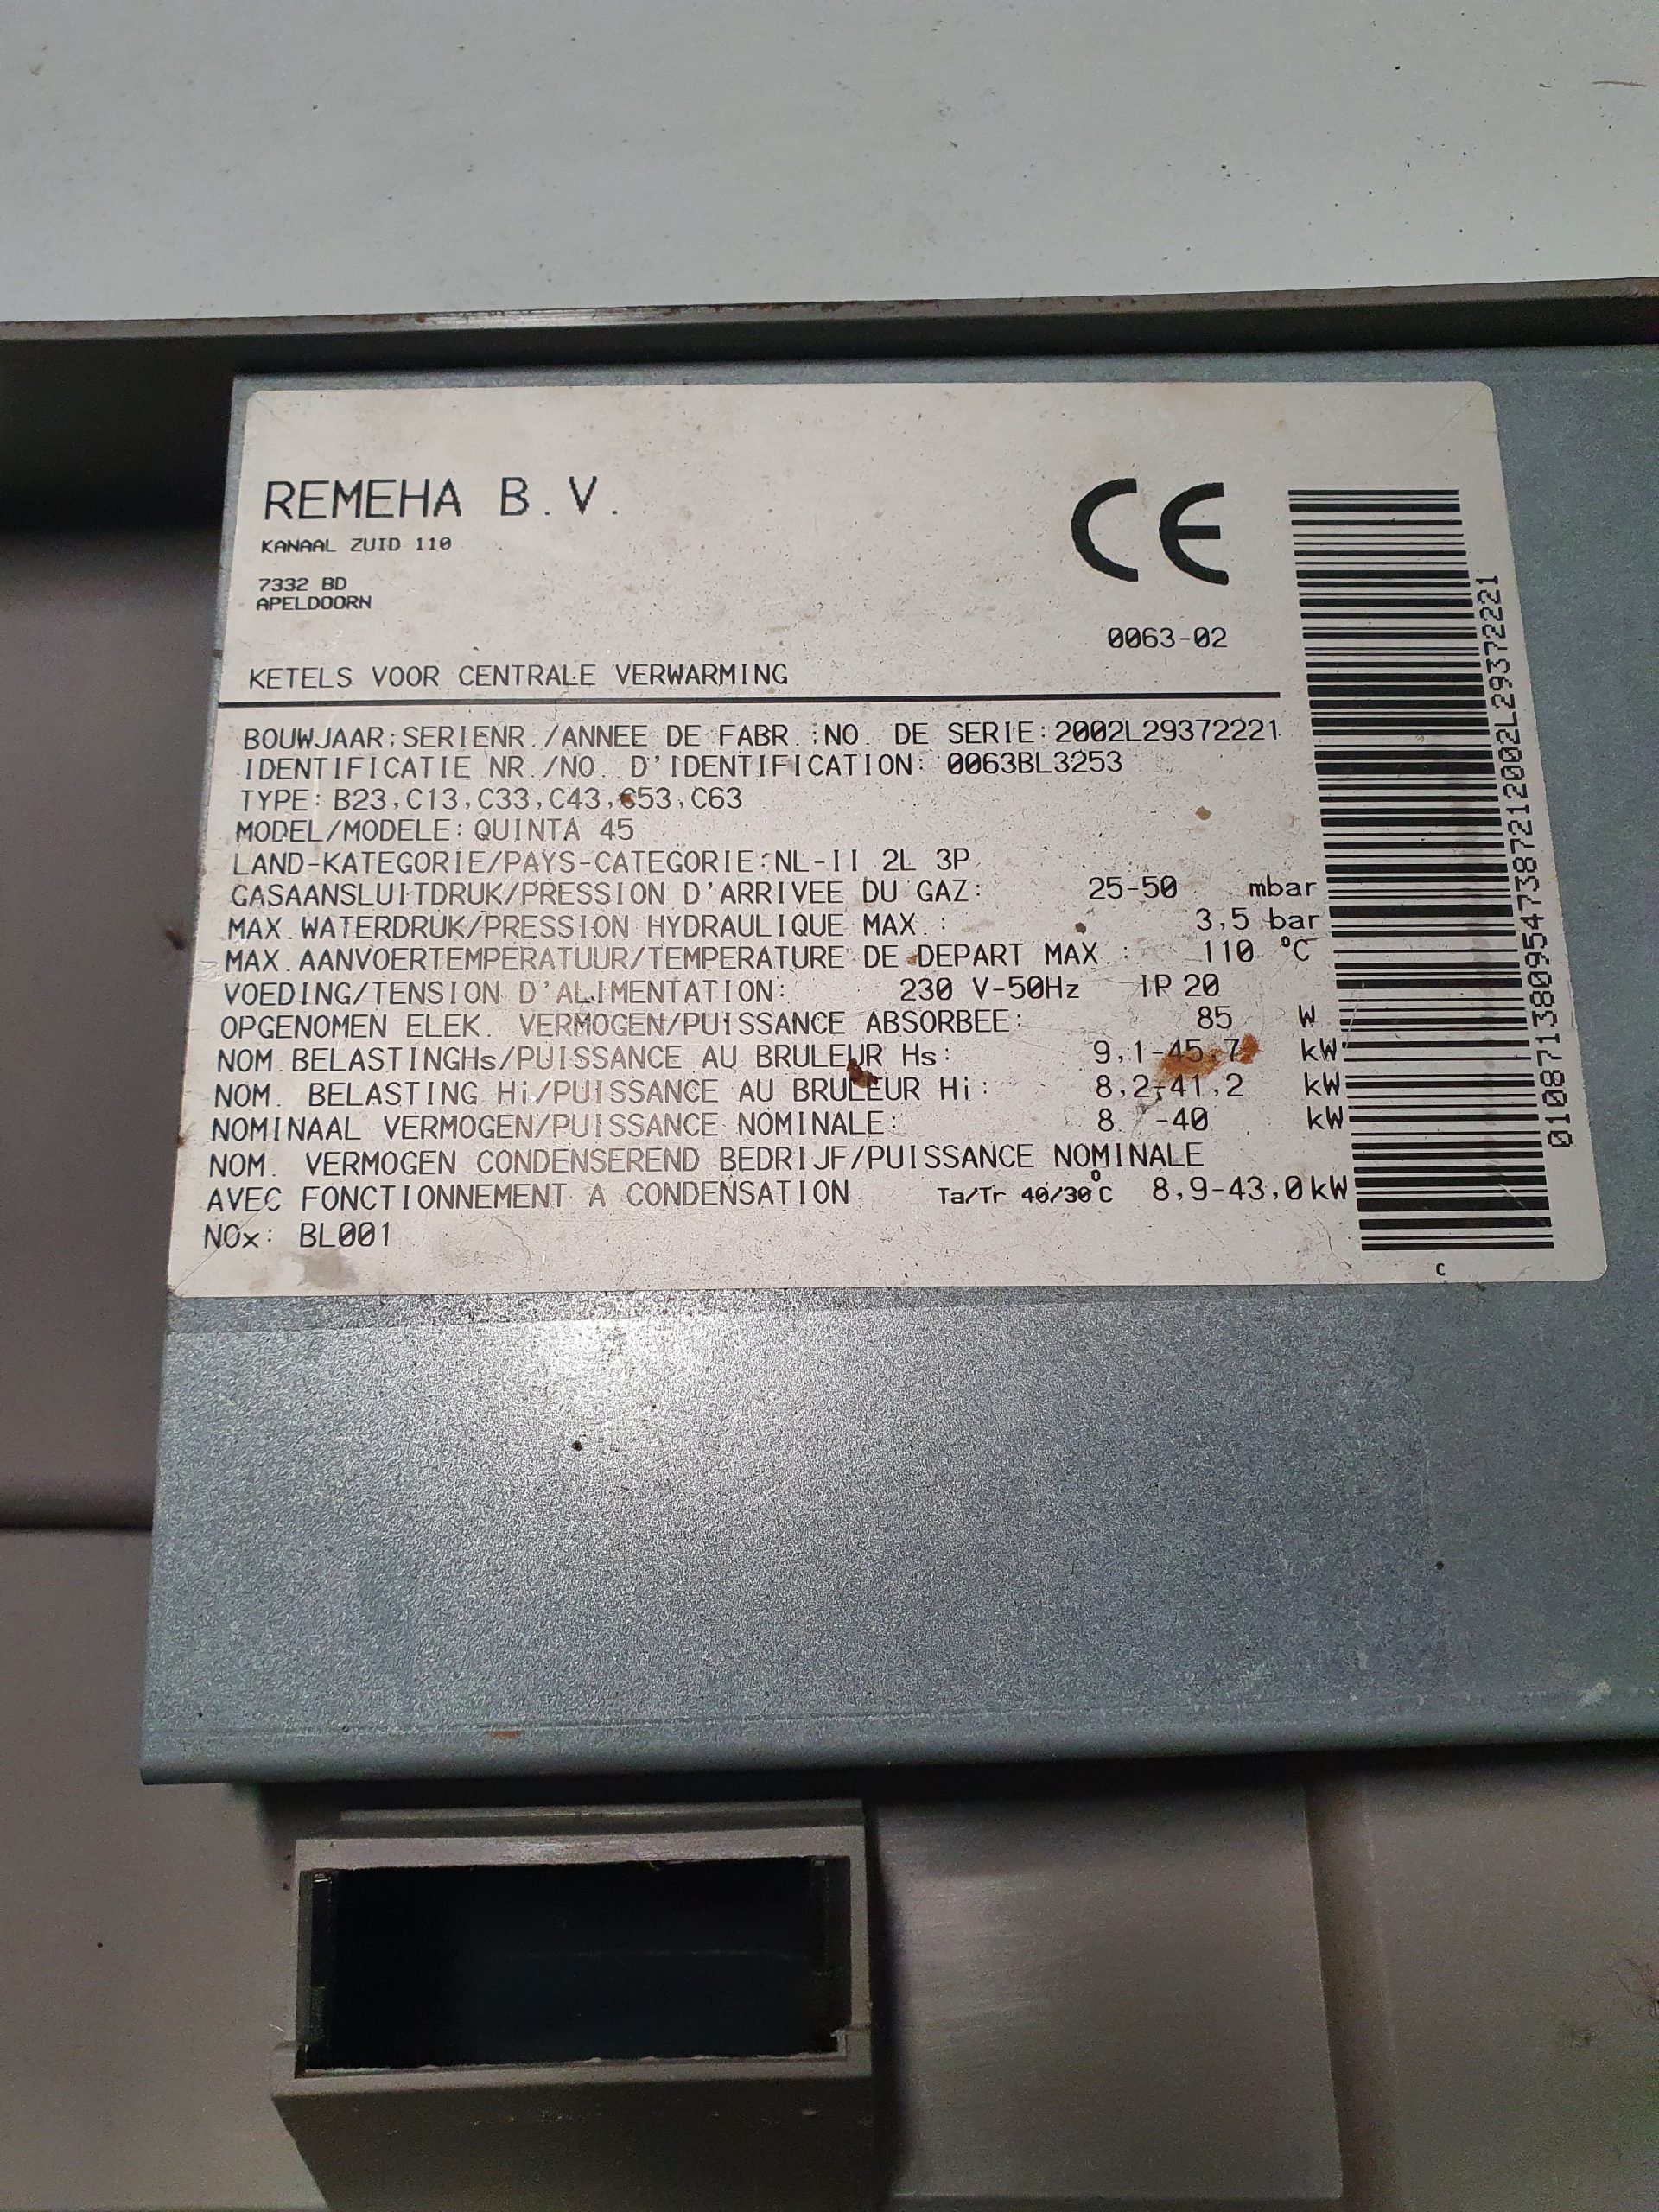 REMEHA B.V.
KANAAL ZUID 110
7332 BD
APELDOORN
CE
0063-02
KETELS VOOR CENTRALE VERWARMING
BOUWJAAR:SERIENR./ANNEE DE FABR.:NO. DE SERIE:2002L29372221
IDENTIFICATIE NR./NO. D'IDENTIFICATION: 0063BL3253
TYPE: B23,C13,C33,C43,C53,C63
MODEL/MODELE: QUINTA 45
LAND-KATEGORIE/PAYS-CATEGORIE:NL-II 2L 3P
GASAANSLUITDRUK/PRESSION D'ARRIVEE DU GAZ: 25-50 mbar
MAX.WATERDRUK/PRESSION HYDRAULIQUE MAX.: 3,5 bar
MAX.AANVOERTEMPERATUUR/TEMPERATURE DE DEPART MAX.: 110 °C
VOEDING/TENSION D'ALIMENTATION: 230 V-50Hz IP 20
OPGENOMEN ELEK. VERMOGEN/PUISSANCE ABSORBEE: 85 W
NOM.BELASTINGHs/PUISSANCE AU BRULEUR Hs: 9,1-45,7 kW
NOM. BELASTING Hi/PUISSANCE AU BRULEUR Hi: 8,2-41,2 kW
NOMINAAL VERMOGEN/PUISSANCE NOMINALE: 8 -40 kW
NOM. VERMOGEN CONDENSEREND BEDRIJF/PUISSANCE NOMINALE
AVEC FONCTIONNEMENT A CONDENSATION Ta/Tr 40/30°C 8,9-43,0kW
NOx: BL001
0108713809547387212002L29372221
C